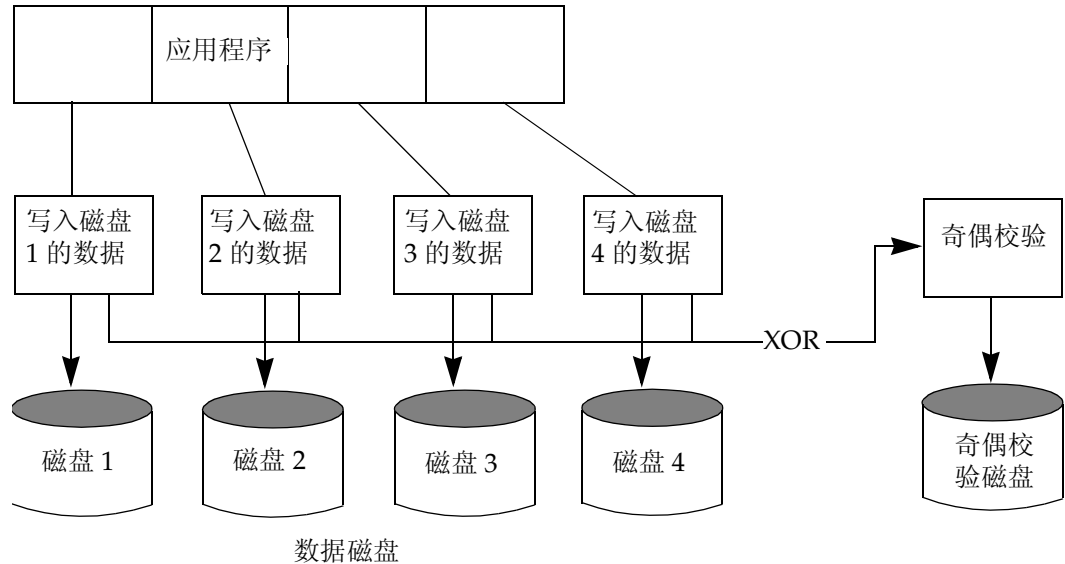 应用程序
写入磁盘
1 的数据
写入磁盘
2 的数据
写入磁盘
3 的数据
写入磁盘
4 的数据
奇偶校验
XOR
磁盘 1
磁盘 2
磁盘 3
磁盘 4
奇偶校
验磁盘
数据磁盘